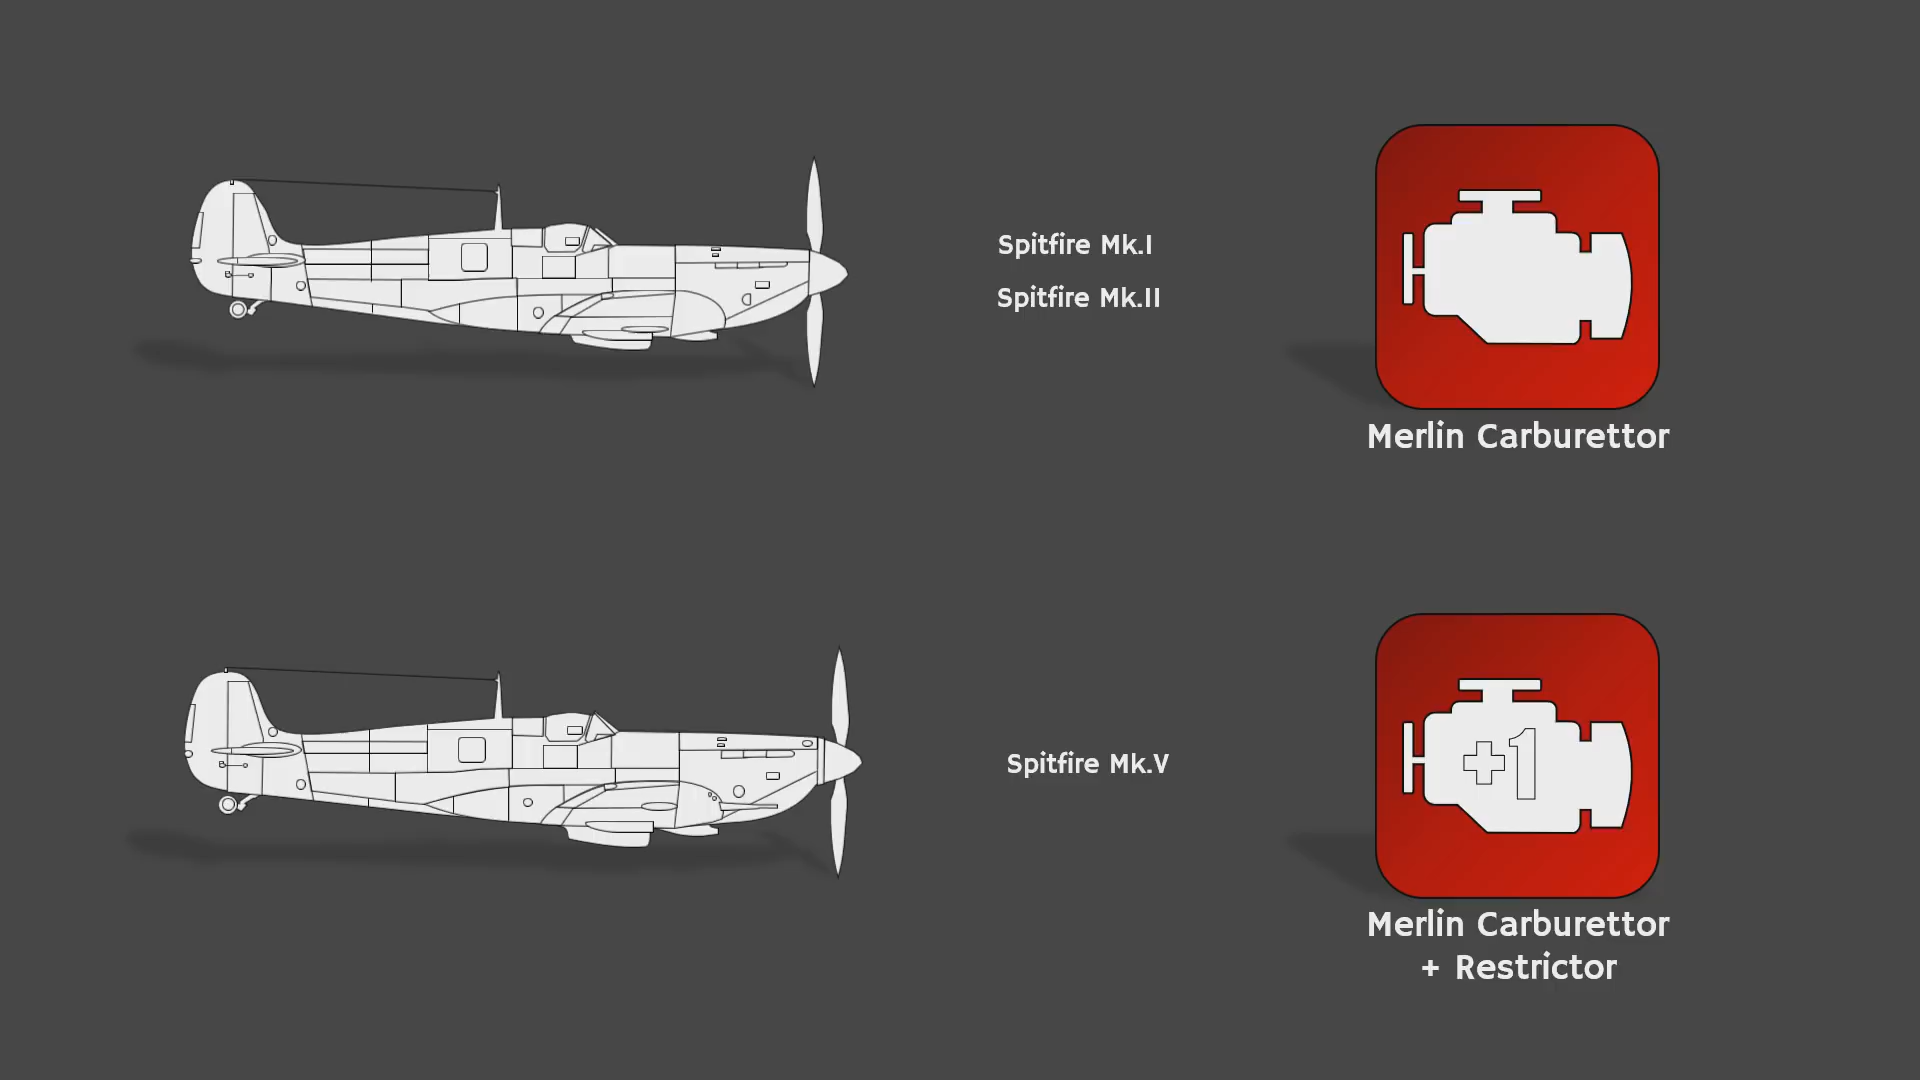 Spitfire Mk.I
Spitfire Mk.II
Merlin Carburettor
Spitfire Mk.V
+1
Merlin Carburettor
+ Restrictor